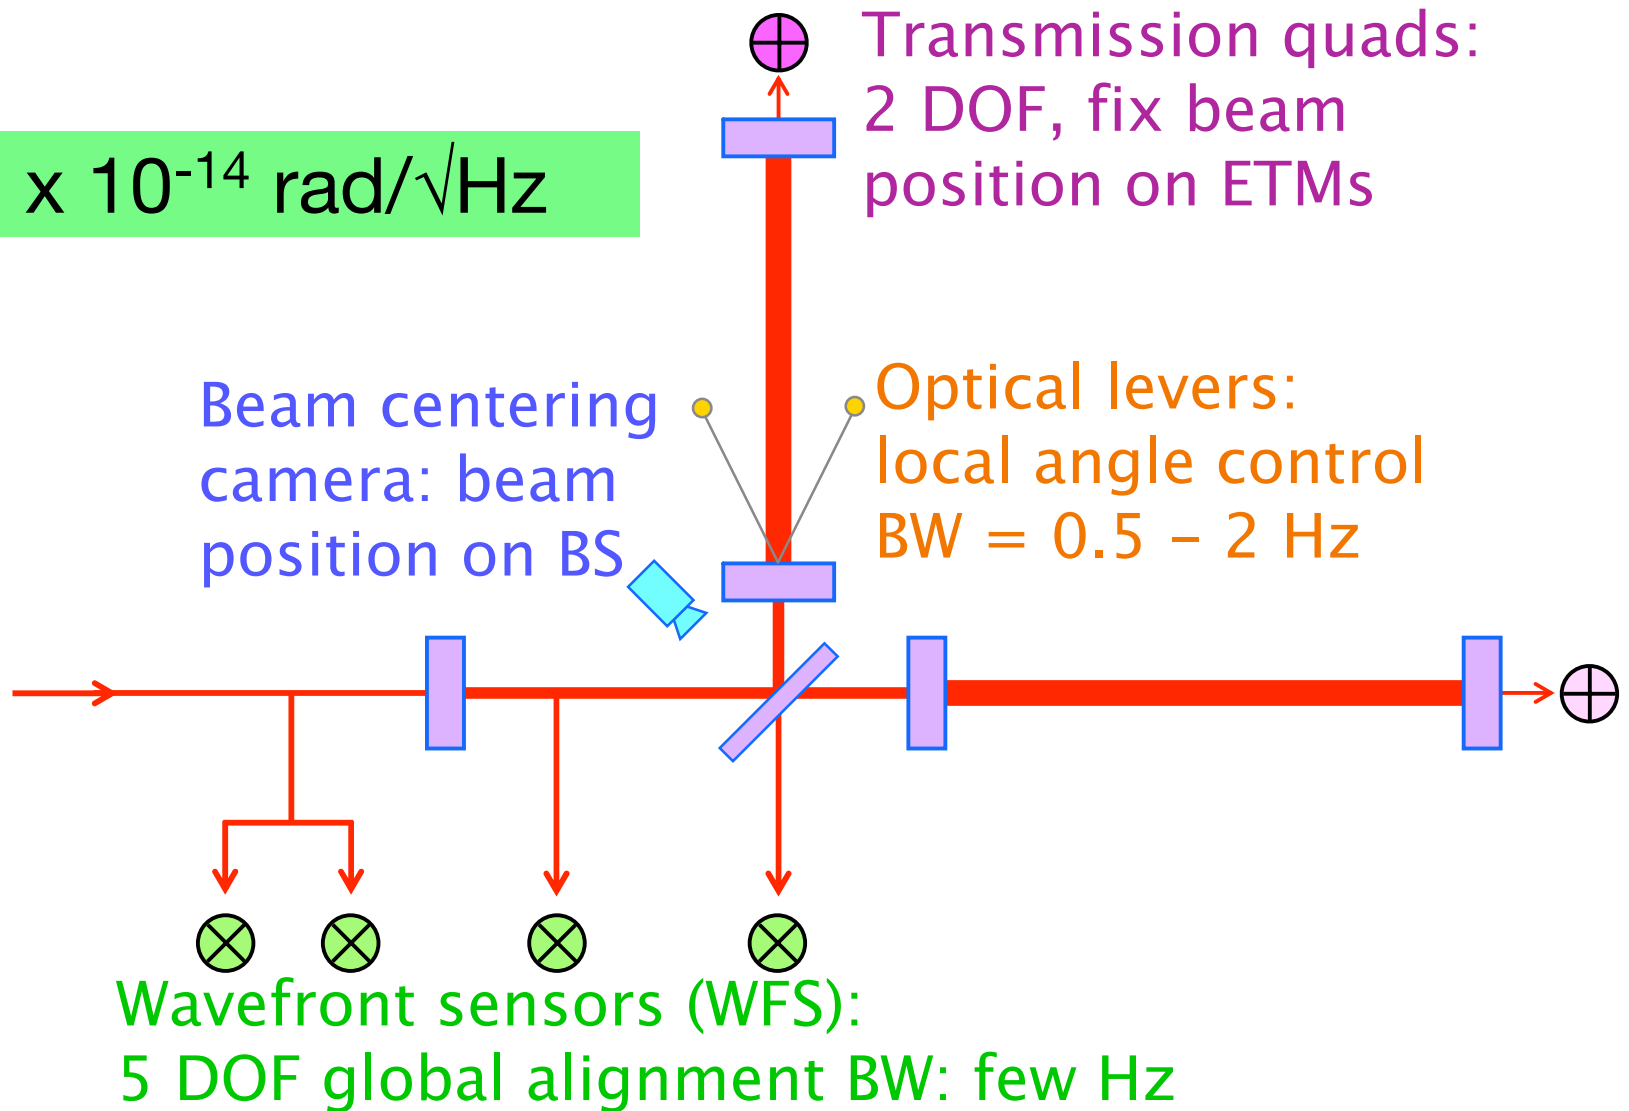 Transmission quads:
2 DOF, fix beam
position on ETMs
x 10⁻¹⁴ rad/√Hz
Beam centering
camera: beam
position on BS
Optical levers:
local angle control
BW = 0.5 – 2 Hz
Wavefront sensors (WFS):
5 DOF global alignment BW: few Hz